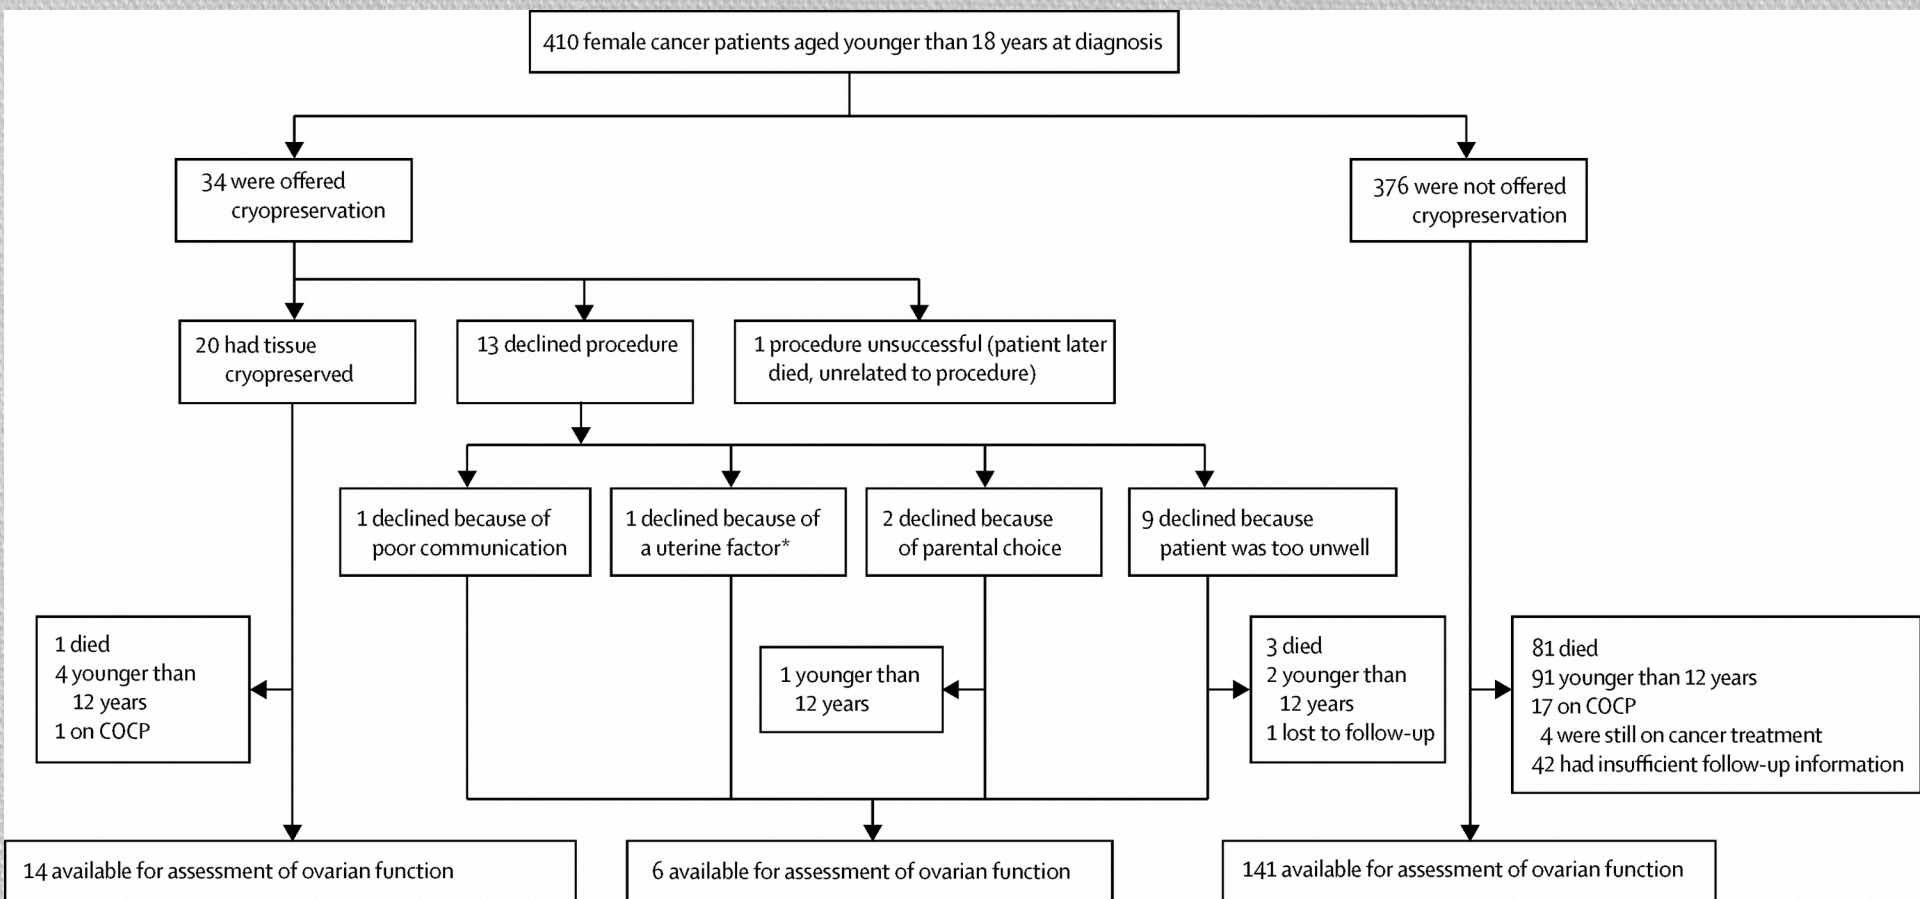 410 female cancer patients aged younger than 18 years at diagnosis
34 were offered
cryopreservation
376 were not offered
cryopreservation
20 had tissue
cryopreserved
13 declined procedure
1 procedure unsuccessful (patient later
died, unrelated to procedure)
1 declined because of
poor communication
1 declined because of
a uterine factor*
2 declined because
of parental choice
9 declined because
patient was too unwell
1 died
4 younger than
12 years
1 on COCP
1 younger than
12 years
3 died
2 younger than
12 years
1 lost to follow-up
81 died
91 younger than 12 years
17 on COCP
4 were still on cancer treatment
42 had insufficient follow-up information
14 available for assessment of ovarian function
6 available for assessment of ovarian function
141 available for assessment of ovarian function